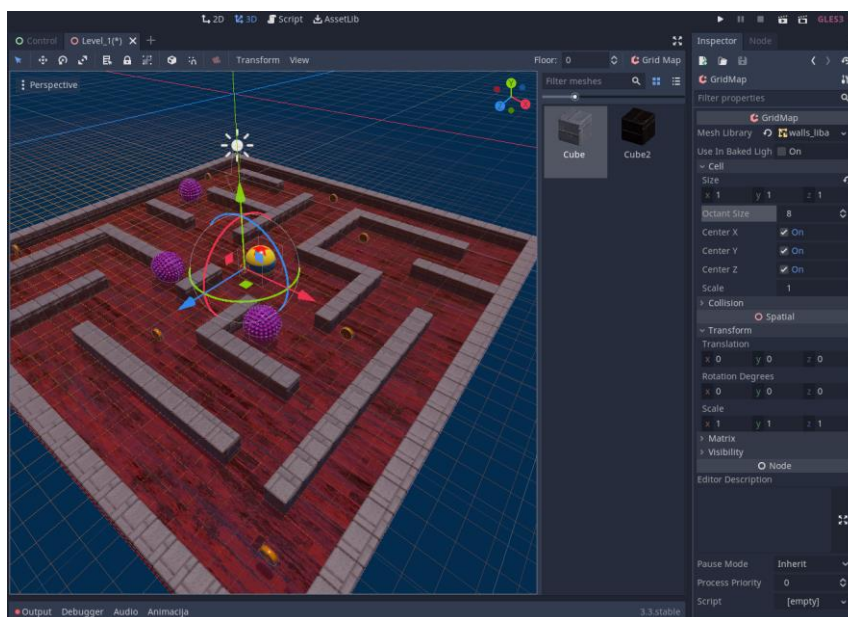 2D 3D Script AssetLib GLES3
Control Level_1(*)
Inspector Node
Transform View
Floor: 0 Grid Map
Perspective
Y
X
Z
Filter meshes
Cube Cube2
GridMap
Filter properties
GridMap
Mesh Library walls_liba
Use In Baked Ligh On
Cell
Size
x 1 y 1 z 1
Octant Size 8
Center X On
Center Y On
Center Z On
Scale 1
Collision
Spatial
Transform
Translation
x 0 y 0 z 0
Rotation Degrees
x 0 y 0 z 0
Scale
x 1 y 1 z 1
Matrix
Visibility
Node
Editor Description
Pause Mode Inherit
Process Priority 0
Script [empty]
Output Debugger Audio Animacija 3.3.stable